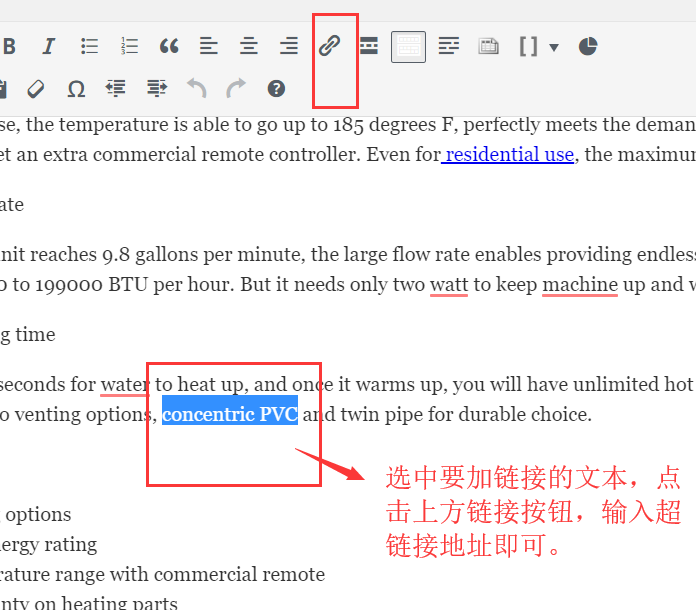 B I
se, the temperature is able to go up to 185 degrees F, perfectly meets the deman
et an extra commercial remote controller. Even for residential use, the maximum
ate
nit reaches 9.8 gallons per minute, the large flow rate enables providing endless
0 to 199000 BTU per hour. But it needs only two watt to keep machine up and w
g time
seconds for water to heat up, and once it warms up, you will have unlimited hot
o venting options, concentric PVC and twin pipe for durable choice.
选中要加链接的文本，点
击上方链接按钮，输入超
链接地址即可。
options
nergy rating
rature range with commercial remote
nty on heating parts